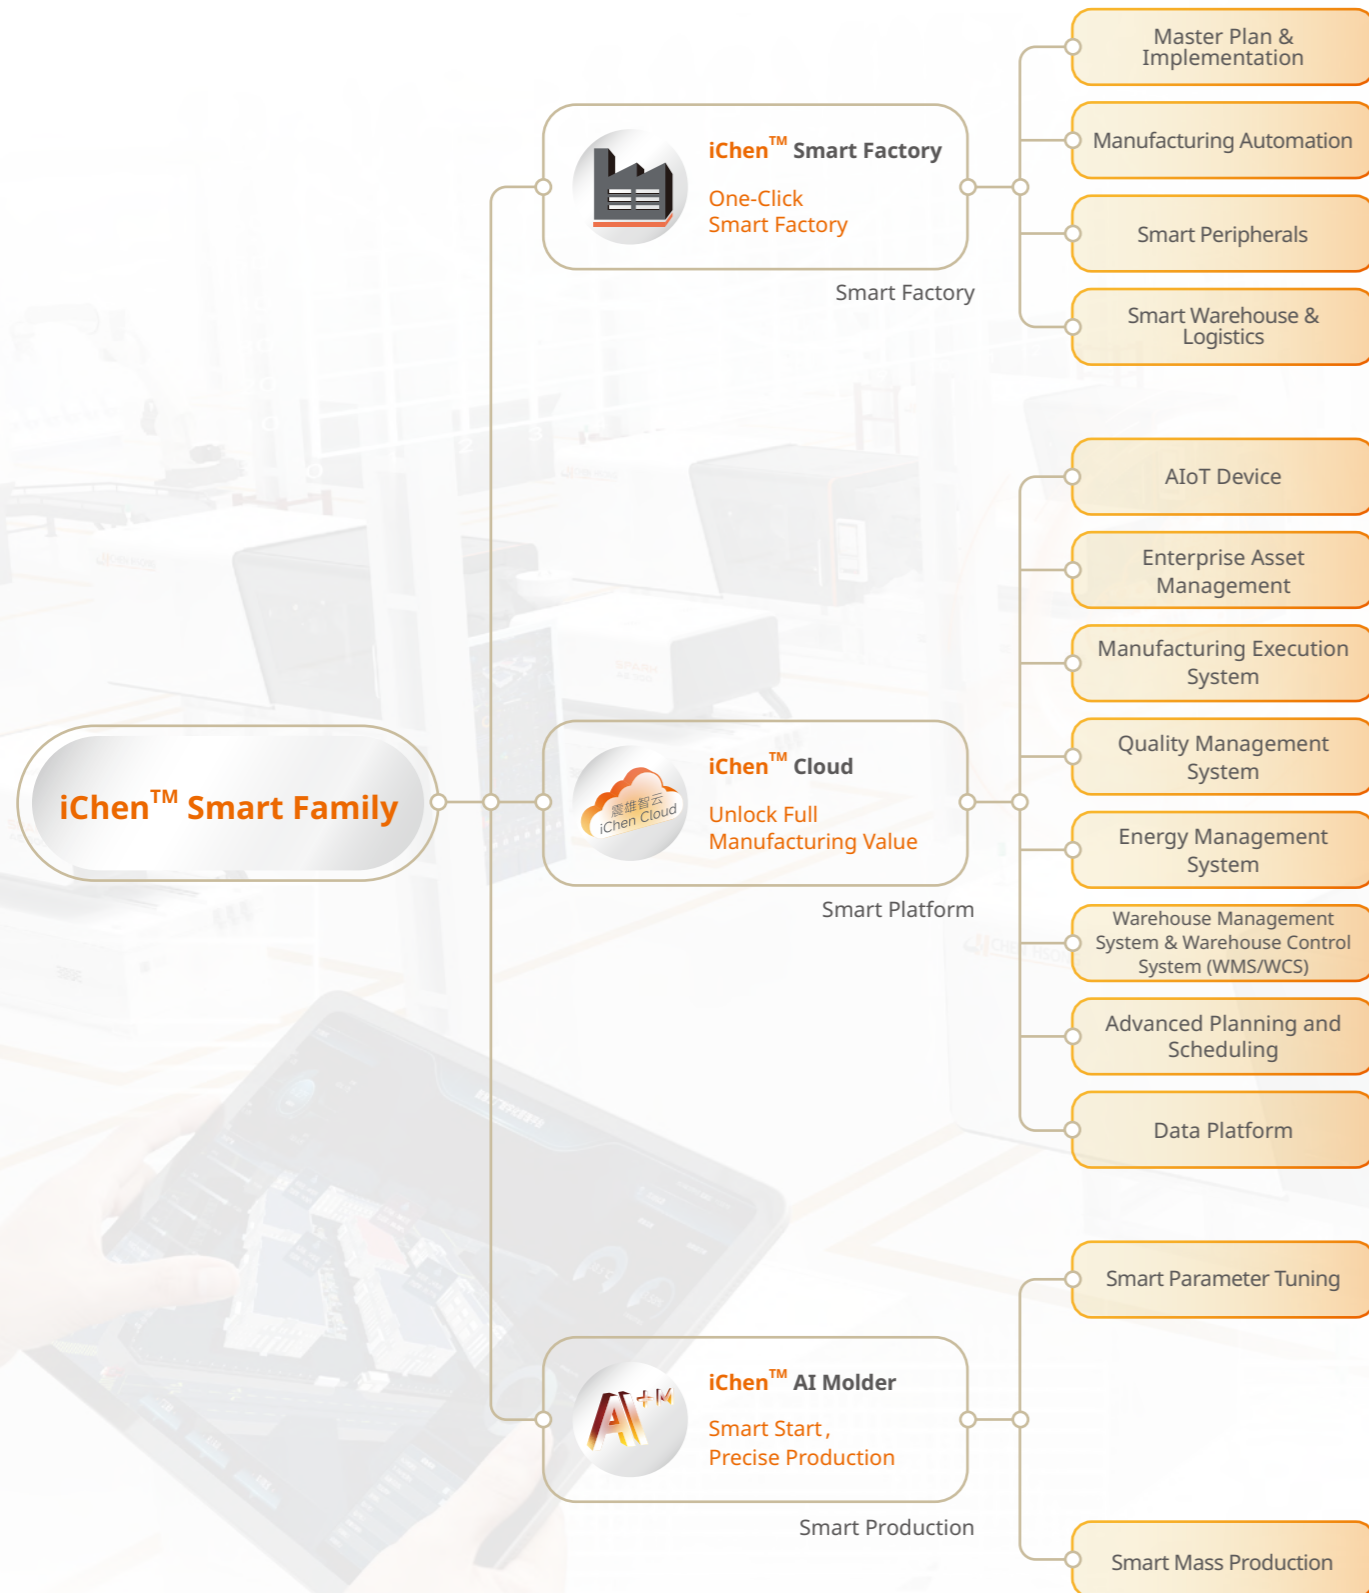 iChen™ Smart Family
iChen™ Smart Factory
One-Click
Smart Factory
Smart Factory
Master Plan &
Implementation
Manufacturing Automation
Smart Peripherals
Smart Warehouse &
Logistics
震雄智云
iChen Cloud
iChen™ Cloud
Unlock Full
Manufacturing Value
Smart Platform
AIoT Device
Enterprise Asset
Management
Manufacturing Execution
System
Quality Management
System
Energy Management
System
Warehouse Management
System & Warehouse Control
System (WMS/WCS)
Advanced Planning and
Scheduling
Data Platform
AI+M
iChen™ AI Molder
Smart Start,
Precise Production
Smart Production
Smart Parameter Tuning
Smart Mass Production